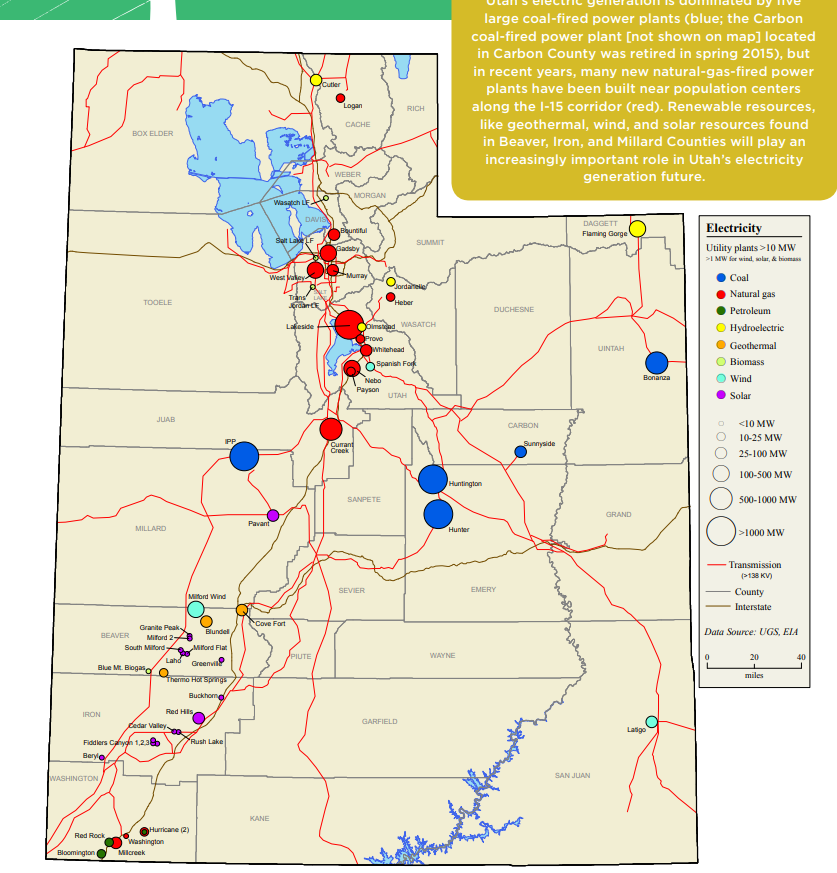 Utah's electric generation is dominated by five
large coal-fired power plants (blue; the Carbon
coal-fired power plant [not shown on map] located
in Carbon County was retired in spring 2015), but
in recent years, many new natural-gas-fired power
plants have been built near population centers
along the I-15 corridor (red). Renewable resources,
like geothermal, wind, and solar resources found
in Beaver, Iron, and Millard Counties will play an
increasingly important role in Utah's electricity
generation future.
Cutler
Logan
RICH
CACHE
BOX ELDER
WEBER
MORGAN
Wasatch LF
DAVIS
Bountiful
Salt Lake LF
Gadsby
SUMMIT
DAGGETT
Flaming Gorge
West Valley
Murray
Jordanelle
Trans
Jordan LF
SALT
LAKE
Heber
TOOELE
DUCHESNE
Lakeside
Olmstead
WASATCH
Provo
Whitehead
UINTAH
Spanish Fork
Bonanza
Nebo
Payson
UTAH
JUAB
CARBON
IPP
Currant
Creek
Sunnyside
Huntington
SANPETE
Pavant
MILLARD
Hunter
GRAND
SEVIER
EMERY
Milford Wind
Cove Fort
Granite Peak
Blundell
BEAVER
Milford 2
South Milford
Milford Flat
Laho
Greenville
PIUTE
WAYNE
Blue Mt. Biogas
Thermo Hot Springs
Buckhorn
IRON
Red Hills
GARFIELD
Cedar Valley
Latigo
Fiddlers Canyon 1,2,3
Rush Lake
Beryl
WASHINGTON
SAN JUAN
KANE
Red Rock
Hurricane (2)
Washington
Bloomington
Millcreek
Electricity
Utility plants >10 MW
>1 MW for wind, solar, & biomass
Coal
Natural gas
Petroleum
Hydroelectric
Geothermal
Biomass
Wind
Solar
<10 MW
10-25 MW
25-100 MW
100-500 MW
500-1000 MW
>1000 MW
Transmission
(>138 KV)
County
Interstate
Data Source: UGS, EIA
0 20 40
miles